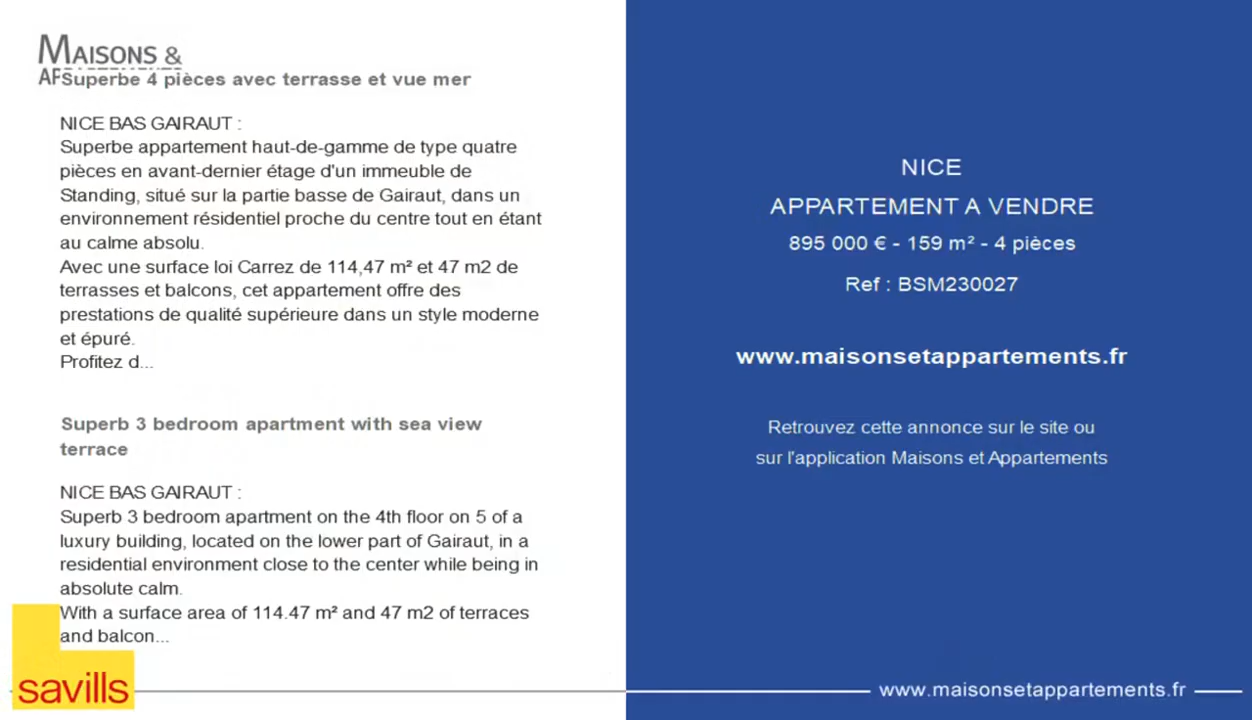 MAISONS &
AP
Superbe 4 pièces avec terrasse et vue mer
NICE BAS GAIRAUT :
Superbe appartement haut-de-gamme de type quatre
pièces en avant-dernier étage d'un immeuble de
Standing, situé sur la partie basse de Gairaut, dans un
environnement résidentiel proche du centre tout en étant
au calme absolu.
Avec une surface loi Carrez de 114,47 m² et 47 m2 de
terrasses et balcons, cet appartement offre des
prestations de qualité supérieure dans un style moderne
et épuré.
Profitez d...
Superb 3 bedroom apartment with sea view
terrace
NICE BAS GAIRAUT :
Superb 3 bedroom apartment on the 4th floor on 5 of a
luxury building, located on the lower part of Gairaut, in a
residential environment close to the center while being in
absolute calm.
With a surface area of 114.47 m² and 47 m2 of terraces
and balcon...
savills
NICE
APPARTEMENT A VENDRE
895 000 € - 159 m² - 4 pièces
Ref : BSM230027
www.maisonsetappartements.fr
Retrouvez cette annonce sur le site ou
sur l'application Maisons et Appartements
www.maisonsetappartements.fr